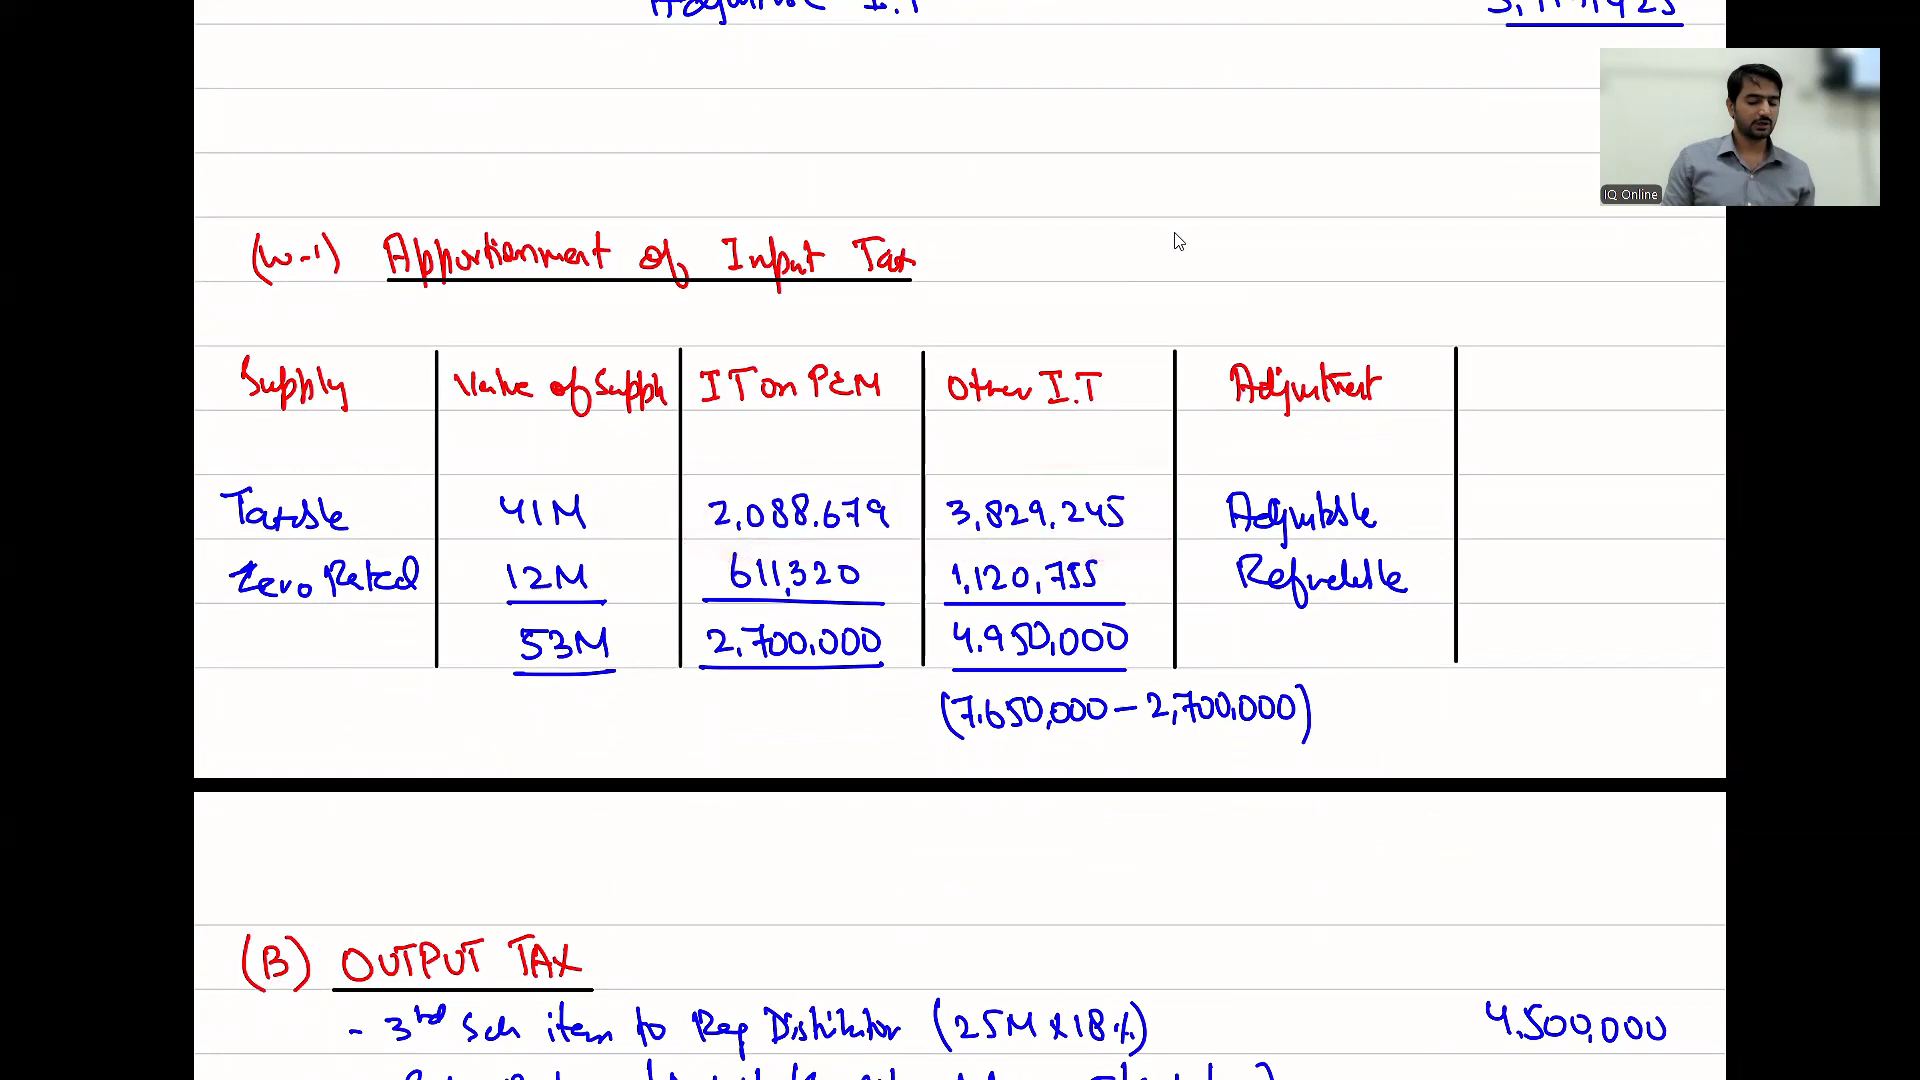 I.T
IQ Online
(W-1) Apportionment of Input Tax
Supply Value of Supply IT on P&M Other I.T Adjustment
Taxable 41M 2,088,679 3,829,245 Adjustable
Zero Rated 12M 611,320 1,120,755 Refundable
53M 2,700,000 4,950,000
(7,650,000 - 2,700,000)
(B) OUTPUT TAX
- 3rd Sch item to Reg Distributor (25M x 18%) 4,500,000